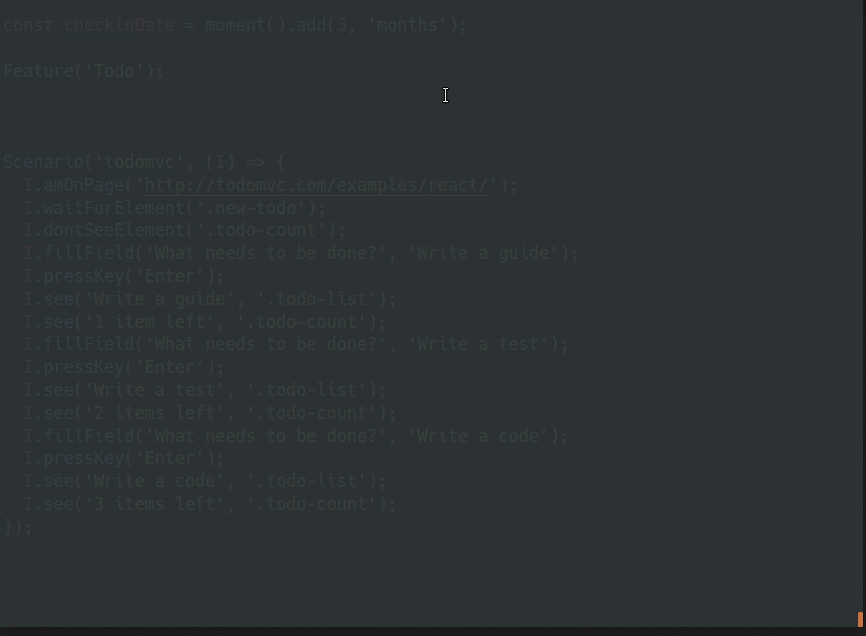 const checkinDate = moment().add(3, 'months');
Feature('Todo');
Scenario('todomvc', (I) => {
I.amOnPage('http://todomvc.com/examples/react/');
I.waitForElement('.new-todo');
I.dontSeeElement('.todo-count');
I.fillField('What needs to be done?', 'Write a guide');
I.pressKey('Enter');
I.see('Write a guide', '.todo-list');
I.see('1 item left', '.todo-count');
I.fillField('What needs to be done?', 'Write a test');
I.pressKey('Enter');
I.see('Write a test', '.todo-list');
I.see('2 items left', '.todo-count');
I.fillField('What needs to be done?', 'Write a code');
I.pressKey('Enter');
I.see('Write a code', '.todo-list');
I.see('3 items left', '.todo-count');
});